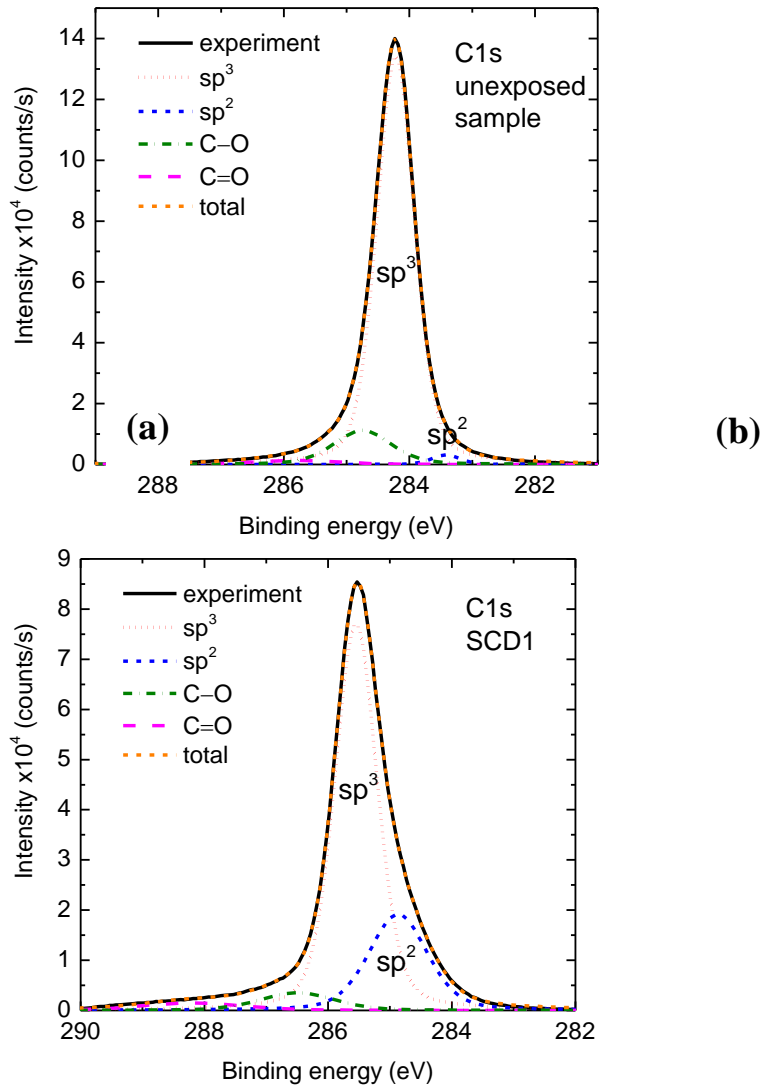 14
12
10
8
6
4
2
0
Intensity x10⁴ (counts/s)
experiment
sp³
sp²
C–O
C=O
total
C1s
unexposed
sample
sp³
sp²
(a)
(b)
288
286
284
282
Binding energy (eV)
9
8
7
6
5
4
3
2
1
0
Intensity x10⁴ (counts/s)
experiment
sp³
sp²
C–O
C=O
total
C1s
SCD1
sp³
sp²
290
288
286
284
282
Binding energy (eV)